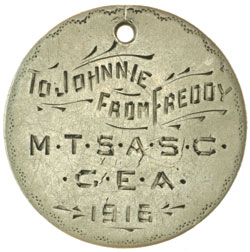 TO JOHNNIE
FROM FREDDY
M·T·S·A·S·C·
·C·E·A·
1916